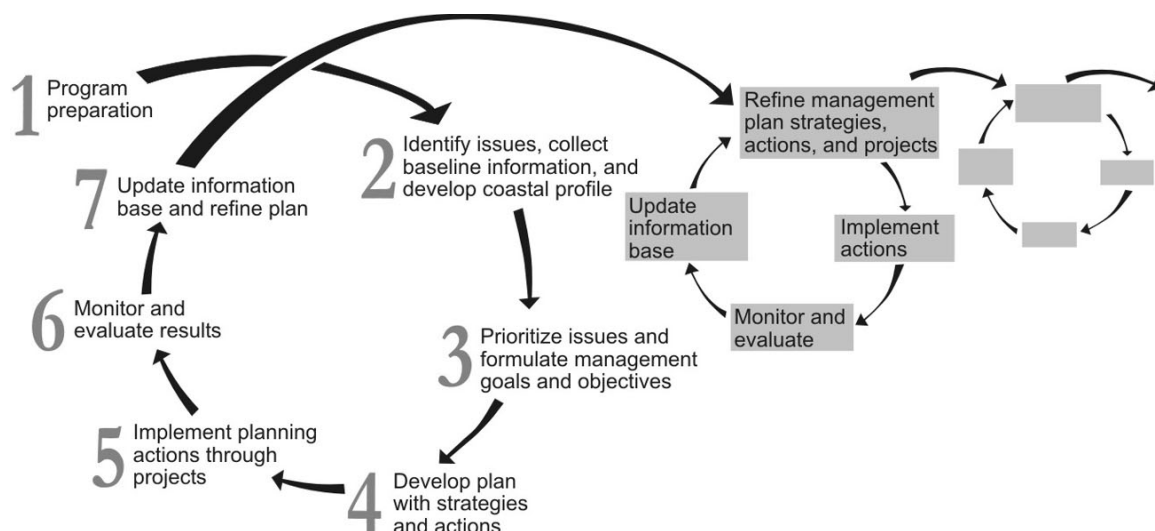 1 Program
preparation
2 Identify issues, collect
baseline information, and
develop coastal profile
3 Prioritize issues and
formulate management
goals and objectives
4 Develop plan
with strategies
and actions
5 Implement planning
actions through
projects
6 Monitor and
evaluate results
7 Update information
base and refine plan
Refine management
plan strategies,
actions, and projects
Implement
actions
Monitor and
evaluate
Update
information
base